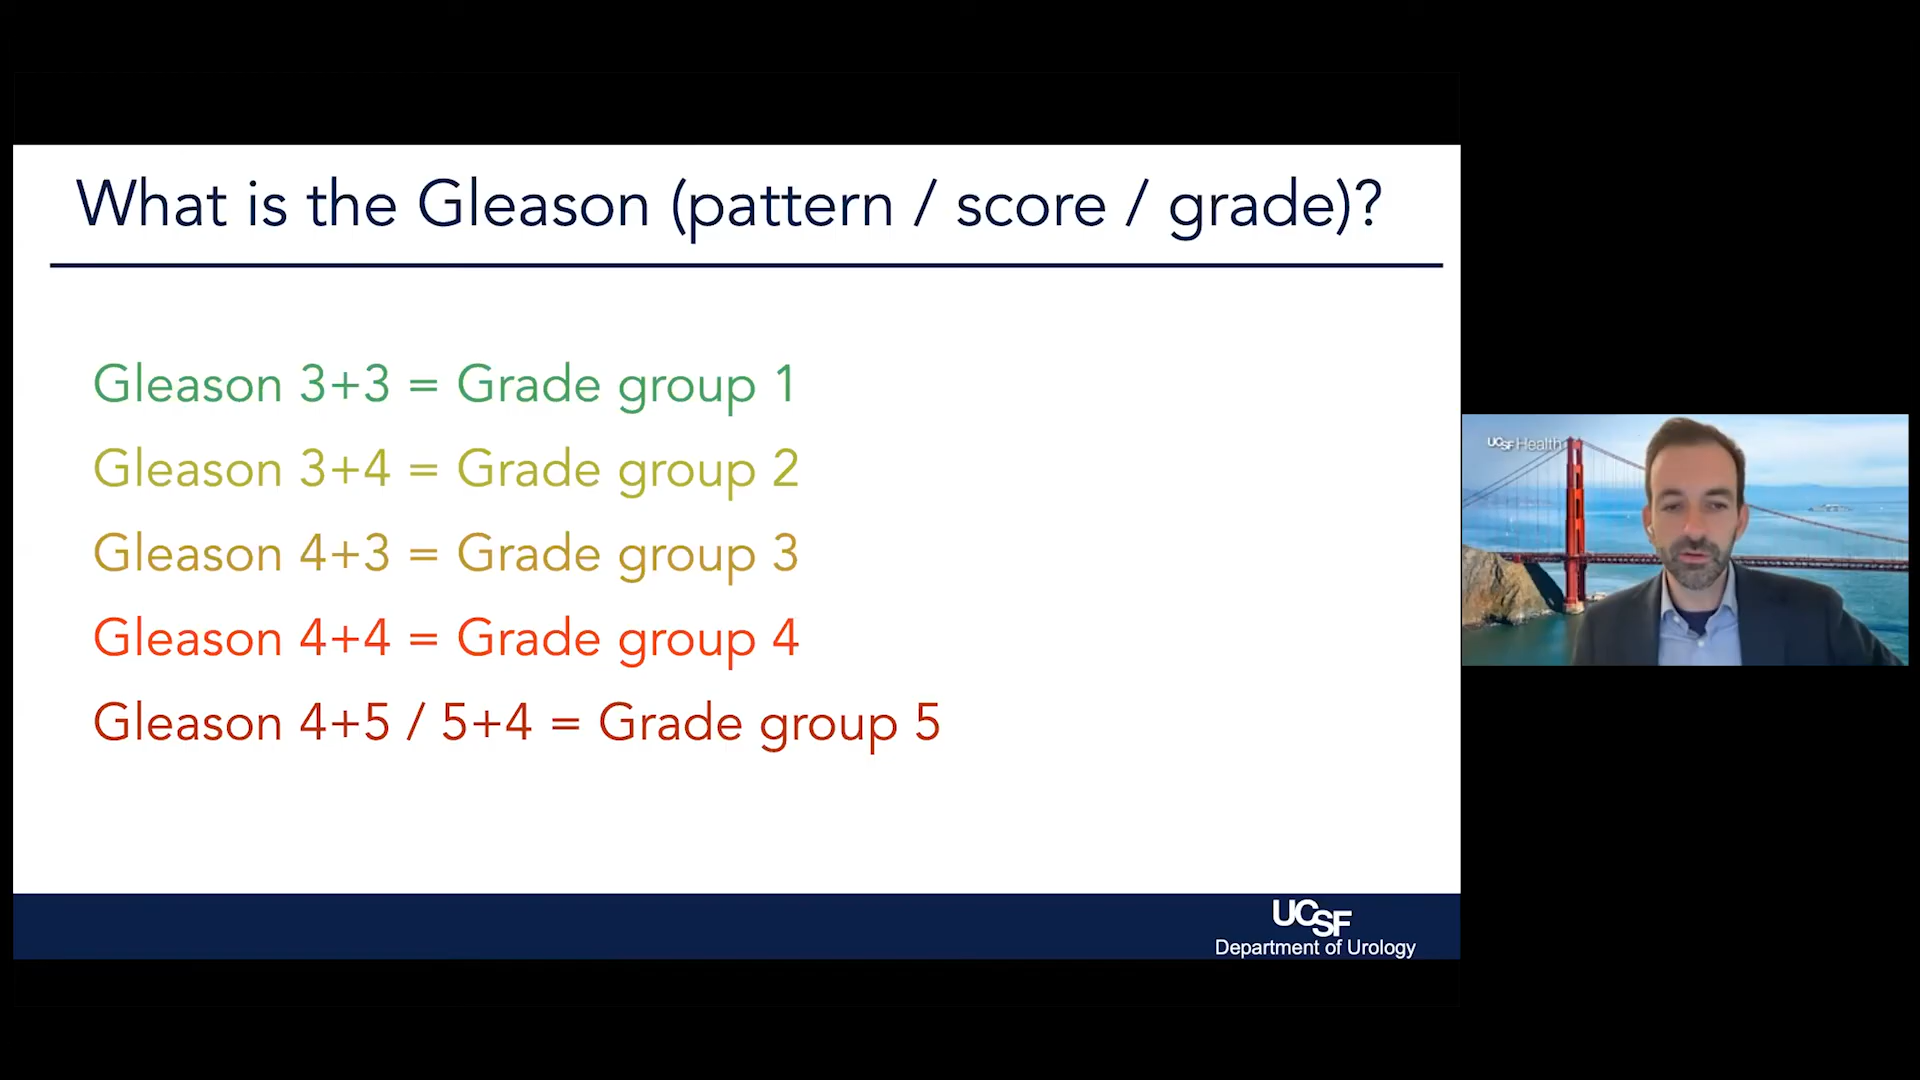 What is the Gleason (pattern / score / grade)?
Gleason 3+3 = Grade group 1
Gleason 3+4 = Grade group 2
Gleason 4+3 = Grade group 3
Gleason 4+4 = Grade group 4
Gleason 4+5 / 5+4 = Grade group 5
UCSF
Department of Urology
UCSF Health